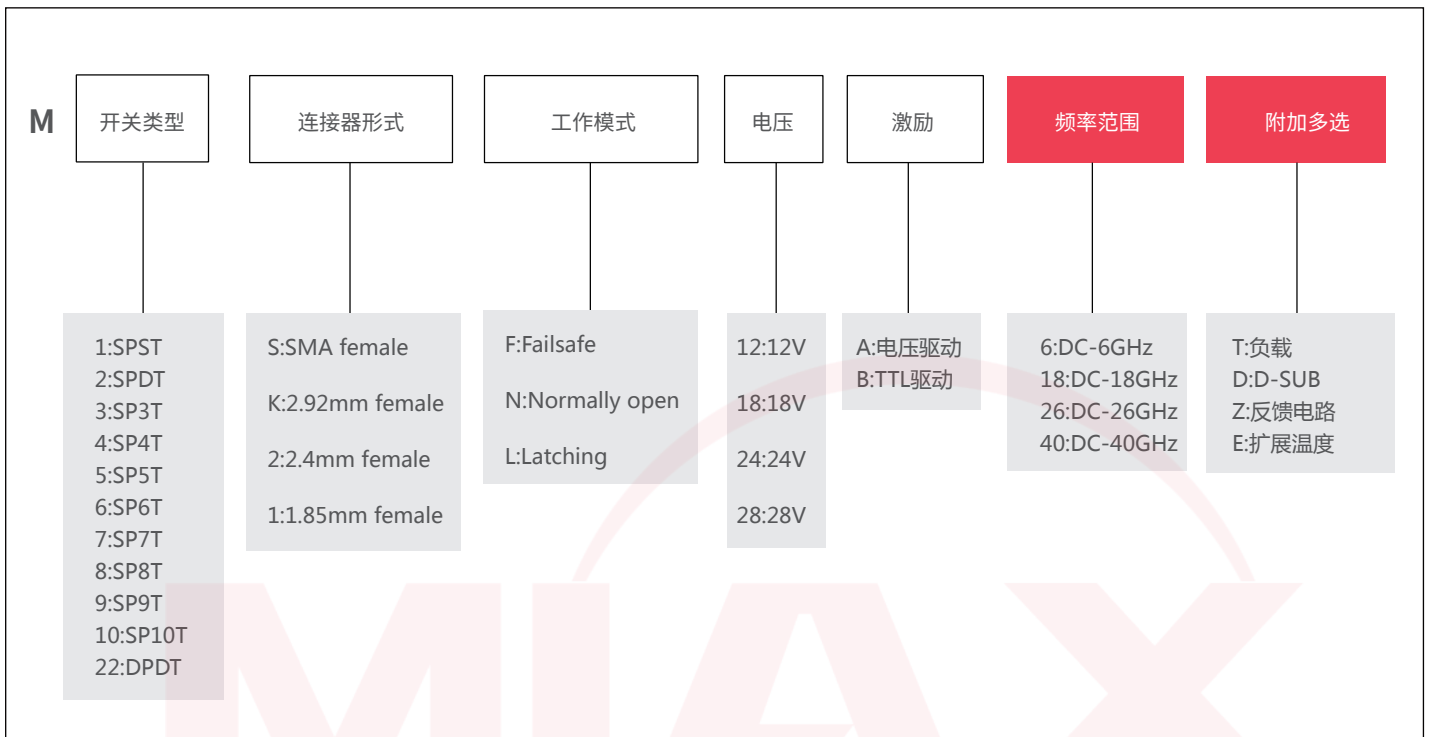 M
开关类型
连接器形式
工作模式
电压
激励
频率范围
附加多选
1:SPST
2:SPDT
3:SP3T
4:SP4T
5:SP5T
6:SP6T
7:SP7T
8:SP8T
9:SP9T
10:SP10T
22:DPDT
S:SMA female
K:2.92mm female
2:2.4mm female
1:1.85mm female
F:Failsafe
N:Normally open
L:Latching
12:12V
18:18V
24:24V
28:28V
A:电压驱动
B:TTL驱动
6:DC-6GHz
18:DC-18GHz
26:DC-26GHz
40:DC-40GHz
T:负载
D:D-SUB
Z:反馈电路
E:扩展温度
MIAX